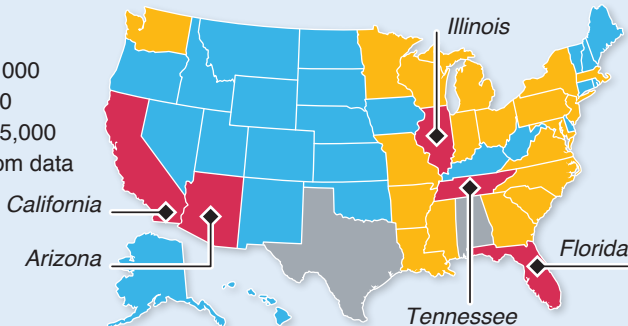 Illinois
000
0
5,000
om data
California
Arizona
Florida
Tennessee